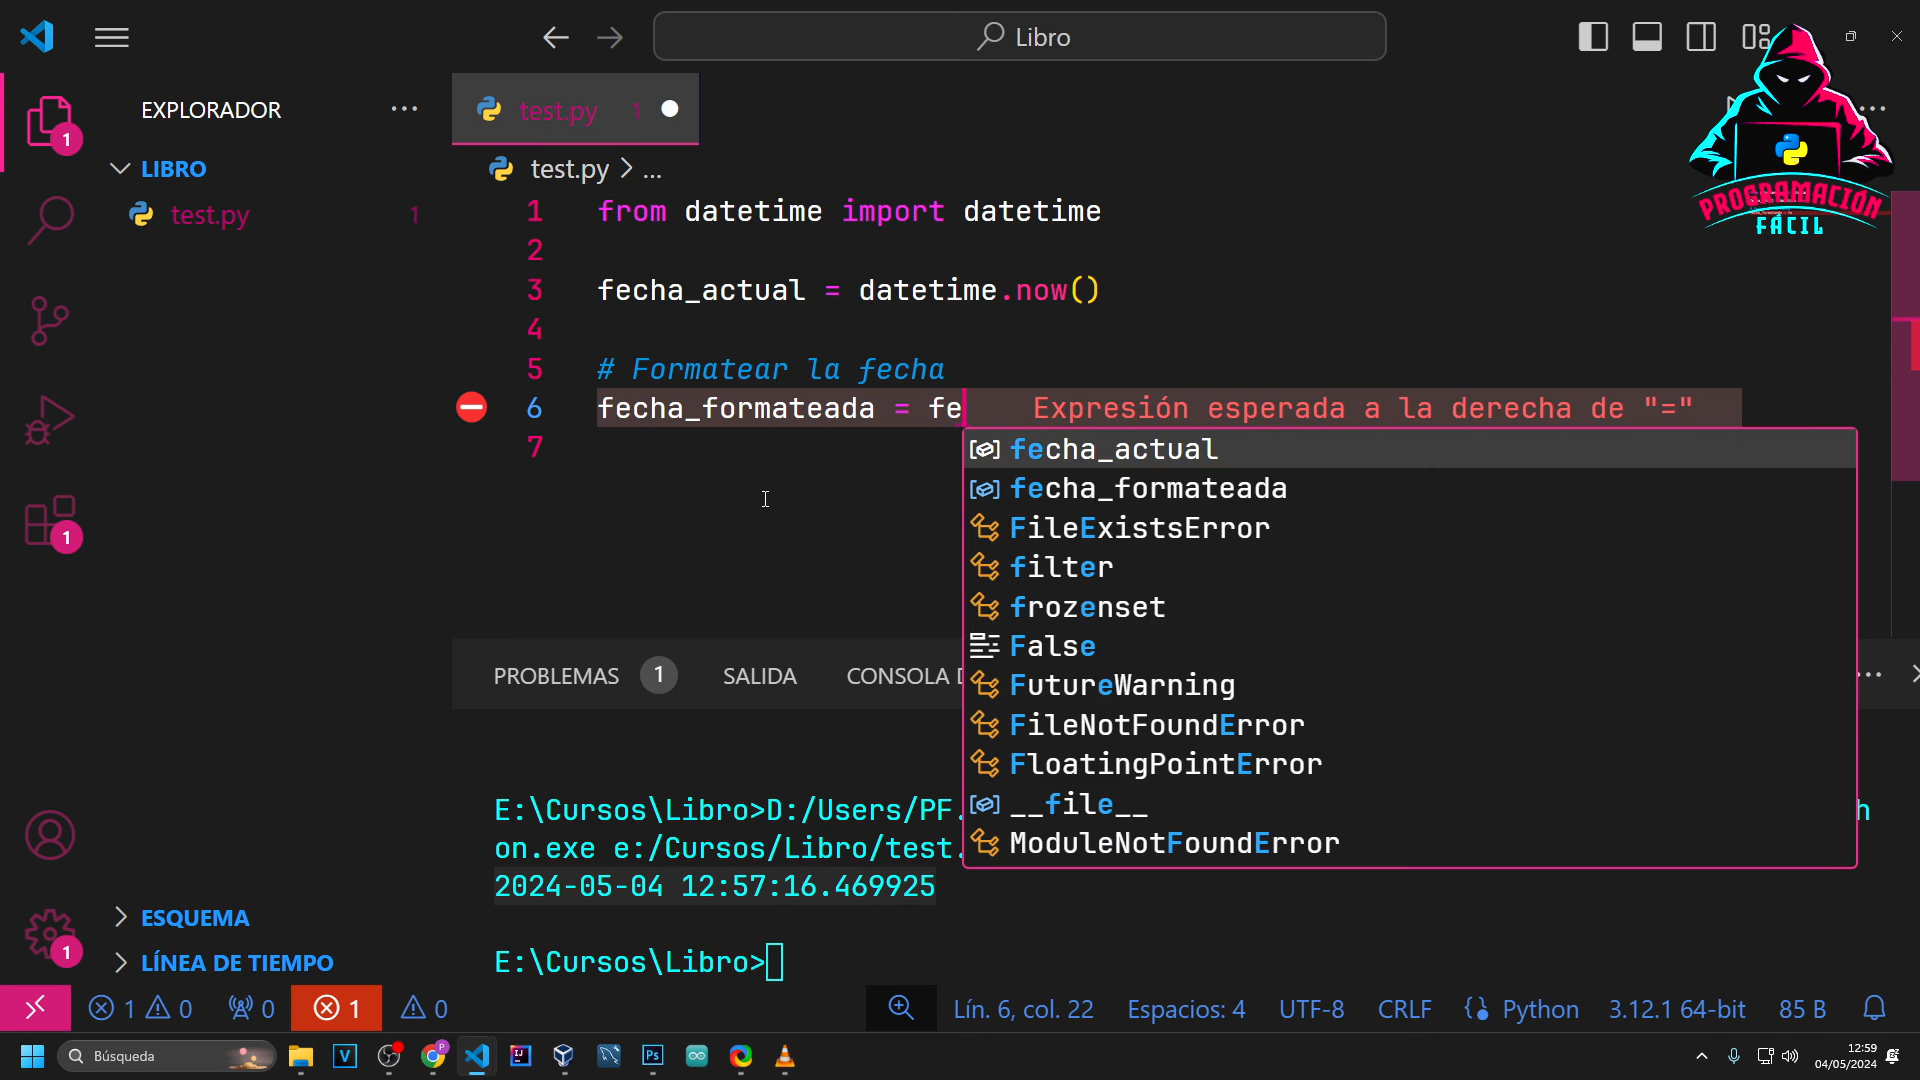 Libro
EXPLORADOR
LIBRO
test.py 1
test.py 1
test.py > ...
1 from datetime import datetime
2
3 fecha_actual = datetime.now()
4
5 # Formatear la fecha
6 fecha_formateada = fe Expresión esperada a la derecha de "="
7
fecha_actual
fecha_formateada
FileExistsError
filter
frozenset
False
FutureWarning
FileNotFoundError
FloatingPointError
__file__
ModuleNotFoundError
PROGRAMACIÓN
FÁCIL
PROBLEMAS 1 SALIDA CONSOLA D
E:\Cursos\Libro>D:/Users/PF. h
on.exe e:/Cursos/Libro/test.
2024-05-04 12:57:16.469925
E:\Cursos\Libro>
1
1
1
ESQUEMA
LÍNEA DE TIEMPO
1 0 0 1 0 Lín. 6, col. 22 Espacios: 4 UTF-8 CRLF Python 3.12.1 64-bit 85 B
Búsqueda
V
P
IJ
Ps
12:59
04/05/2024